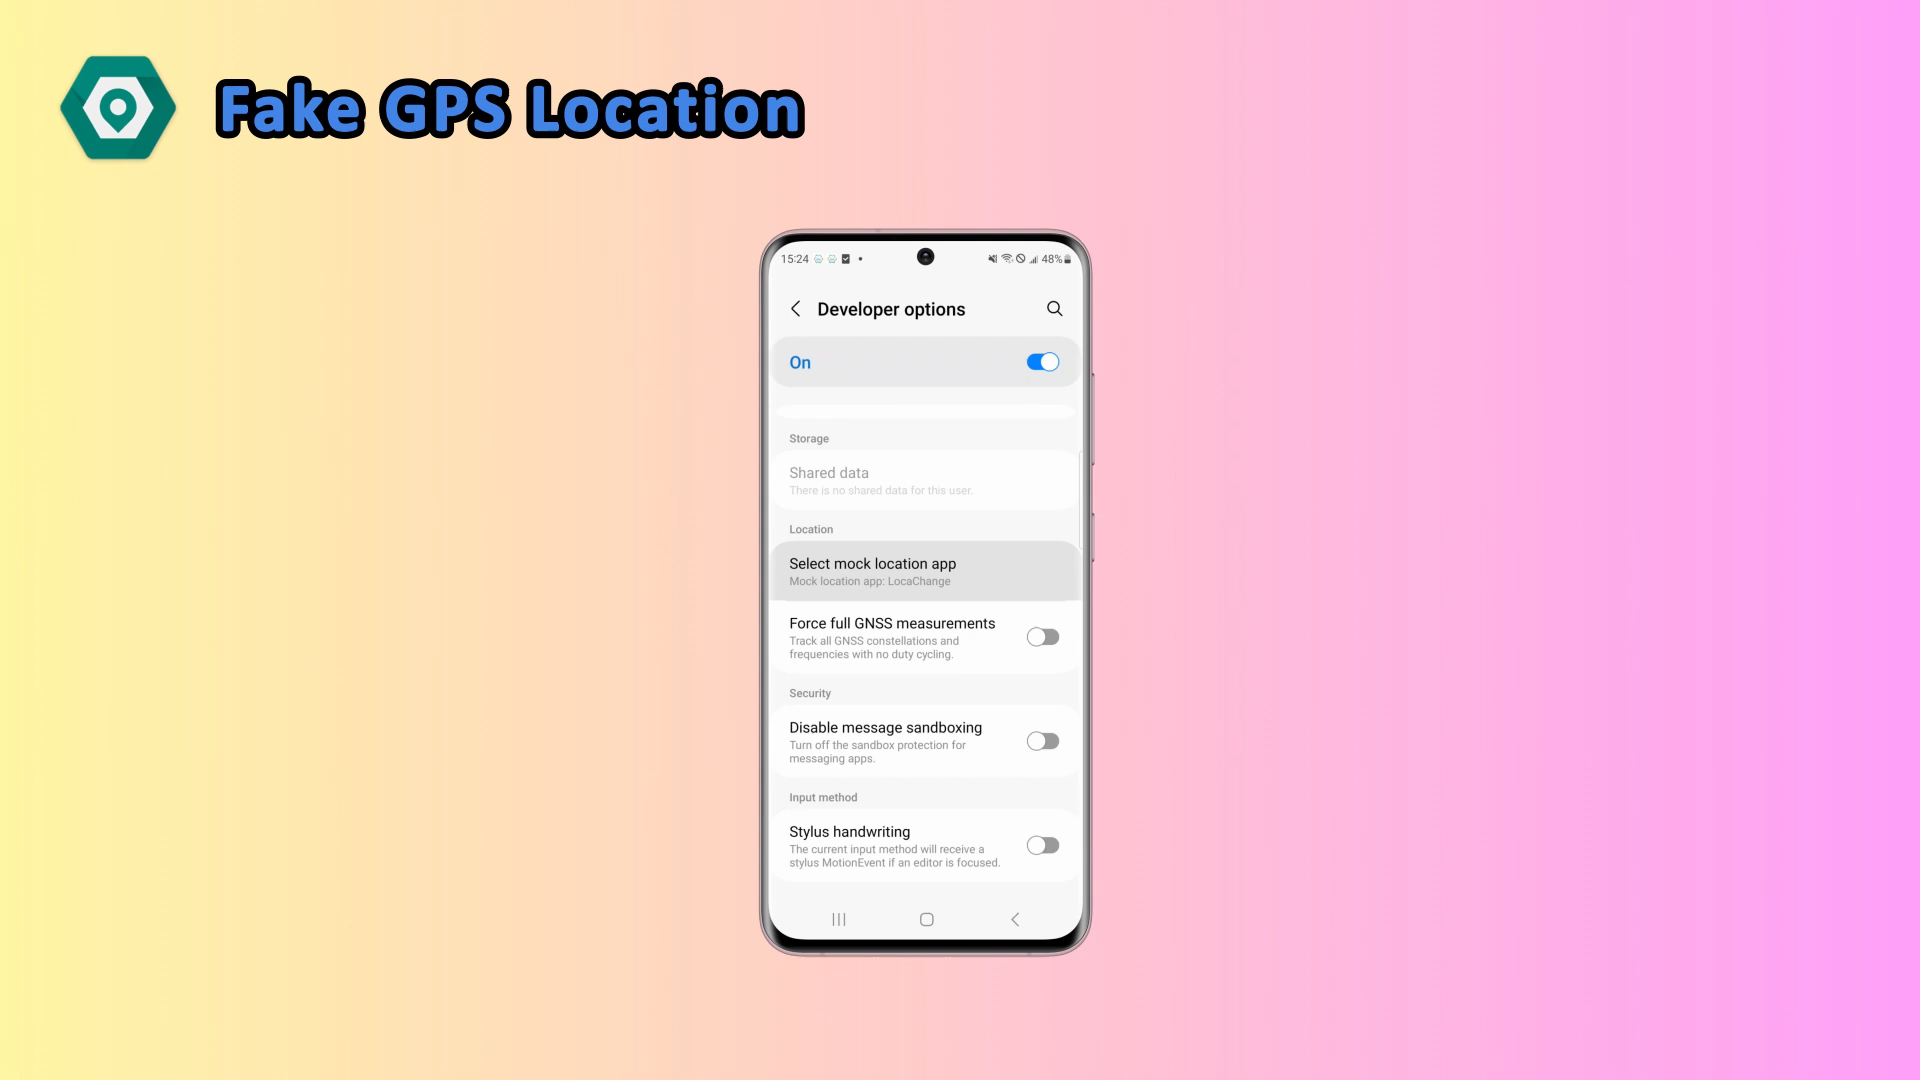 Fake GPS Location
15:24
48%
Developer options
On
Storage
Shared data
There is no shared data for this user.
Location
Select mock location app
Mock location app: LocaChange
Force full GNSS measurements
Track all GNSS constellations and
frequencies with no duty cycling.
Security
Disable message sandboxing
Turn off the sandbox protection for
messaging apps.
Input method
Stylus handwriting
The current input method will receive a
stylus MotionEvent if an editor is focused.